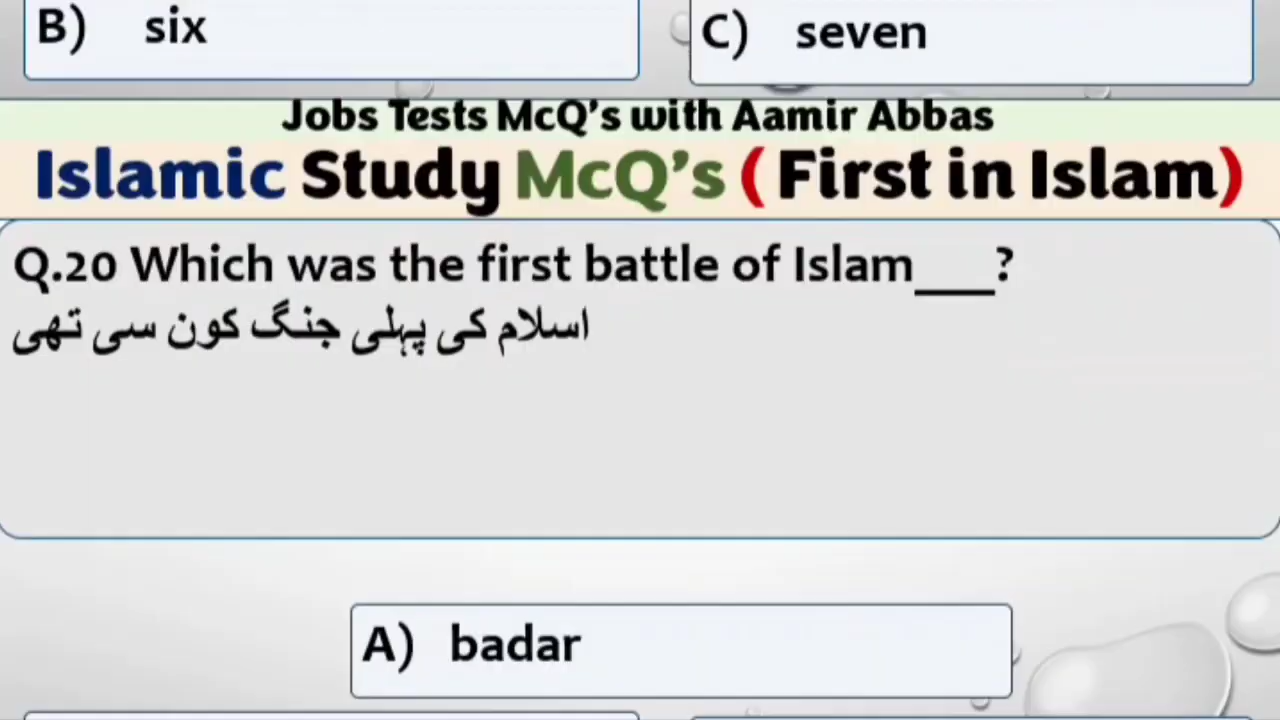 B) six
C) seven
Jobs Tests McQ's with Aamir Abbas
Islamic Study McQ's ( First in Islam)
Q.20 Which was the first battle of Islam___?
اسلام کی پہلی جنگ کون سی تھی
A) badar